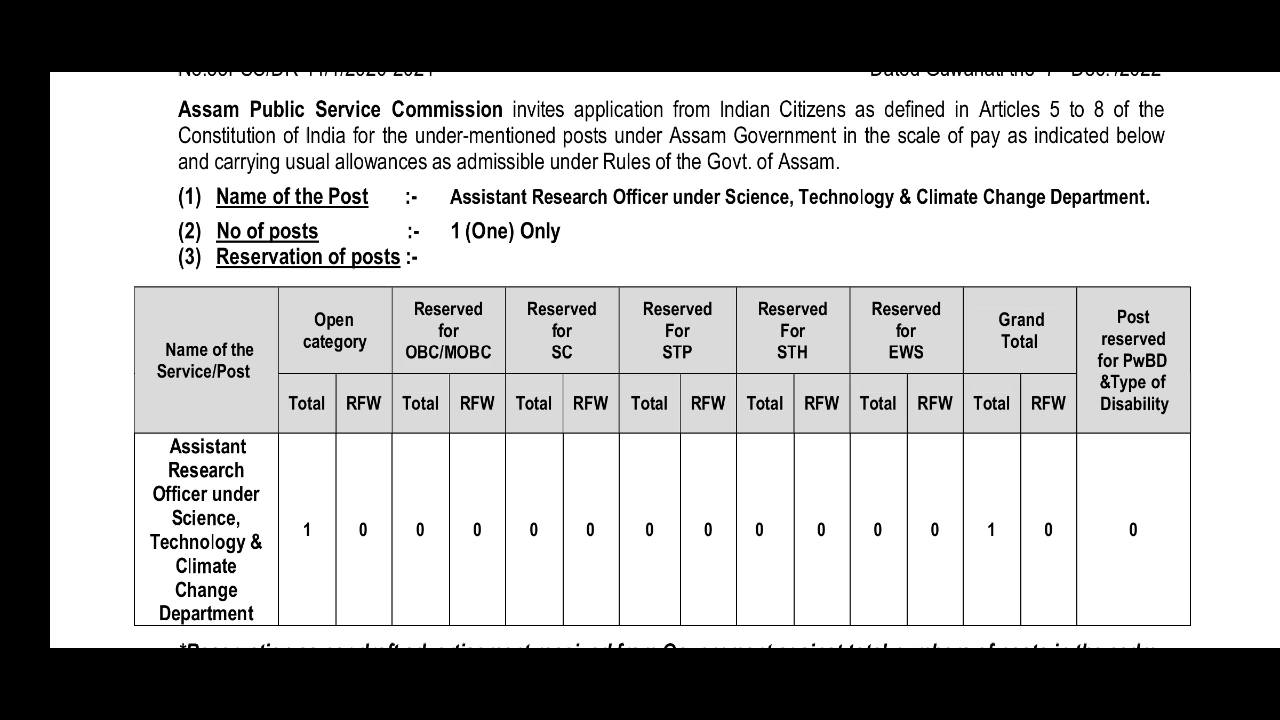 Assam Public Service Commission invites application from Indian Citizens as defined in Articles 5 to 8 of the
Constitution of India for the under-mentioned posts under Assam Government in the scale of pay as indicated below
and carrying usual allowances as admissible under Rules of the Govt. of Assam.
(1) Name of the Post :- Assistant Research Officer under Science, Technology & Climate Change Department.
(2) No of posts :- 1 (One) Only
(3) Reservation of posts :-
Name of the
Service/Post
Open
category
Reserved
for
OBC/MOBC
Reserved
for
SC
Reserved
For
STP
Reserved
For
STH
Reserved
for
EWS
Grand
Total
Post
reserved
for PwBD
&Type of
Disability
Total RFW Total RFW Total RFW Total RFW Total RFW Total RFW Total RFW
Assistant
Research
Officer under
Science,
Technology &
Climate
Change
Department
1 0 0 0 0 0 0 0 0 0 0 0 1 0 0